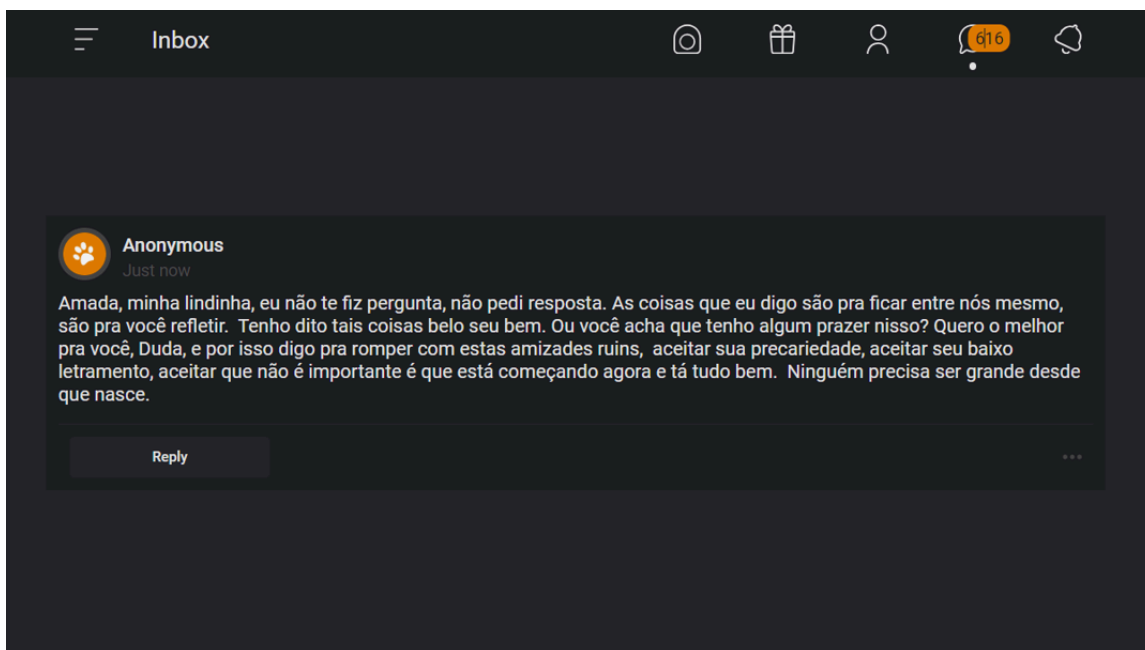 Inbox
616
Anonymous
Just now
Amada, minha lindinha, eu não te fiz pergunta, não pedi resposta. As coisas que eu digo são pra ficar entre nós mesmo,
são pra você refletir.  Tenho dito tais coisas belo seu bem. Ou você acha que tenho algum prazer nisso? Quero o melhor
pra você, Duda, e por isso digo pra romper com estas amizades ruins,  aceitar sua precariedade, aceitar seu baixo
letramento, aceitar que não é importante é que está começando agora e tá tudo bem.  Ninguém precisa ser grande desde
que nasce.
Reply